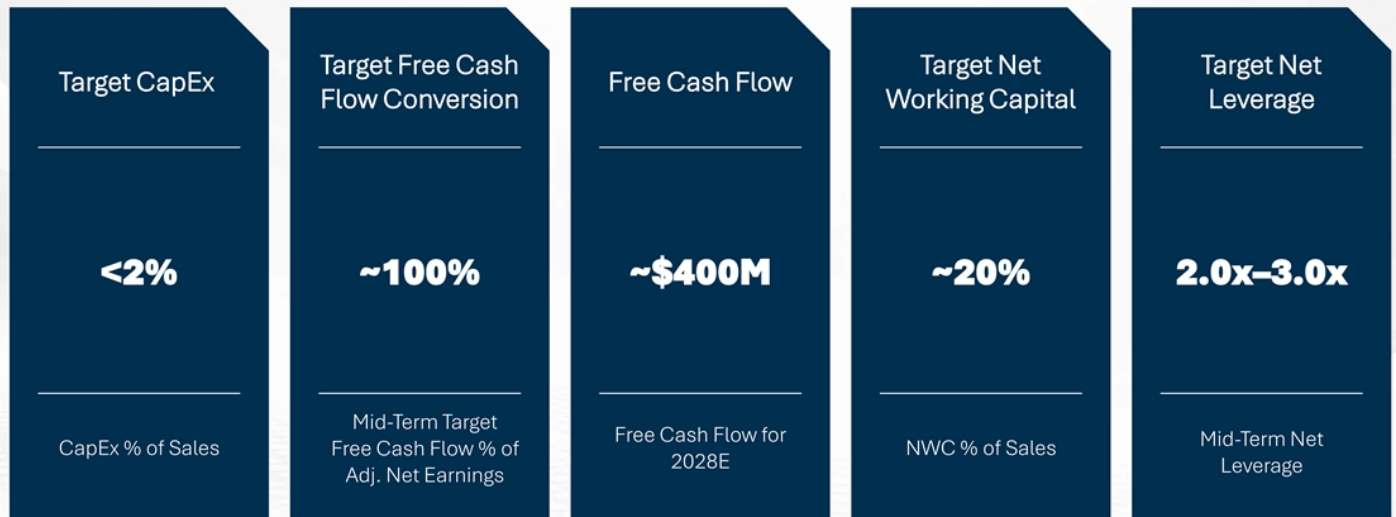 Target CapEx
<2%
CapEx % of Sales
Target Free Cash
Flow Conversion
~100%
Mid-Term Target
Free Cash Flow % of
Adj. Net Earnings
Free Cash Flow
~$400M
Free Cash Flow for
2028E
Target Net
Working Capital
~20%
NWC % of Sales
Target Net
Leverage
2.0x–3.0x
Mid-Term Net
Leverage